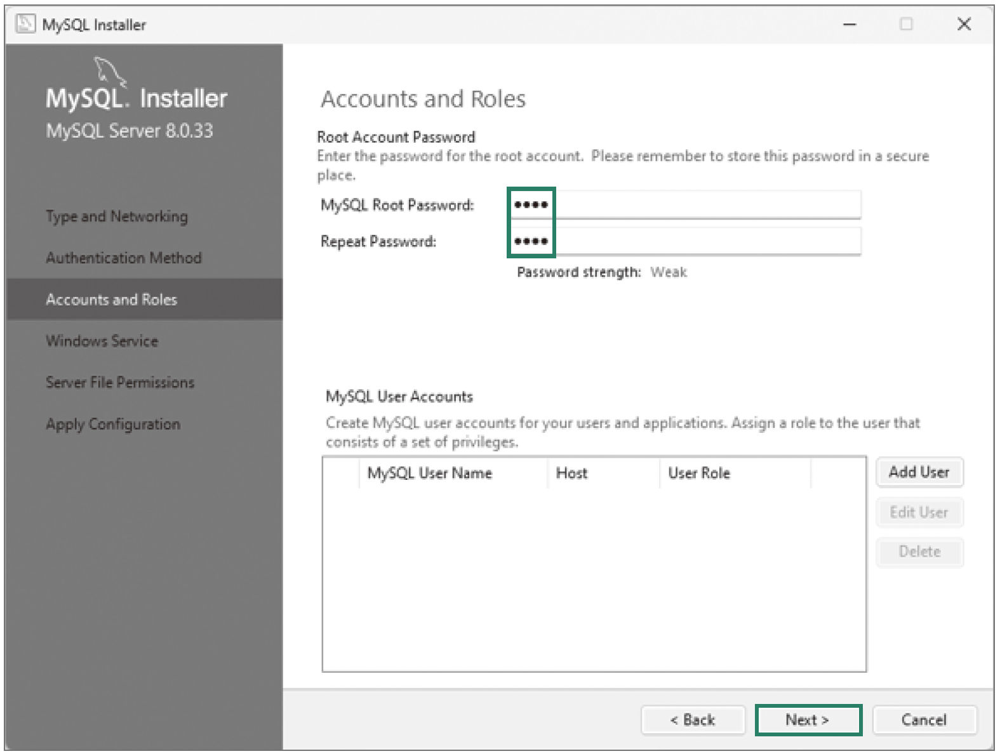 MySQL Installer
MySQL. Installer
MySQL Server 8.0.33
Type and Networking
Authentication Method
Accounts and Roles
Windows Service
Server File Permissions
Apply Configuration
Accounts and Roles
Root Account Password
Enter the password for the root account.  Please remember to store this password in a secure
place.
MySQL Root Password: ●●●●
Repeat Password: ●●●●
Password strength: Weak
MySQL User Accounts
Create MySQL user accounts for your users and applications. Assign a role to the user that
consists of a set of privileges.
MySQL User Name Host User Role
Add User
Edit User
Delete
< Back Next > Cancel